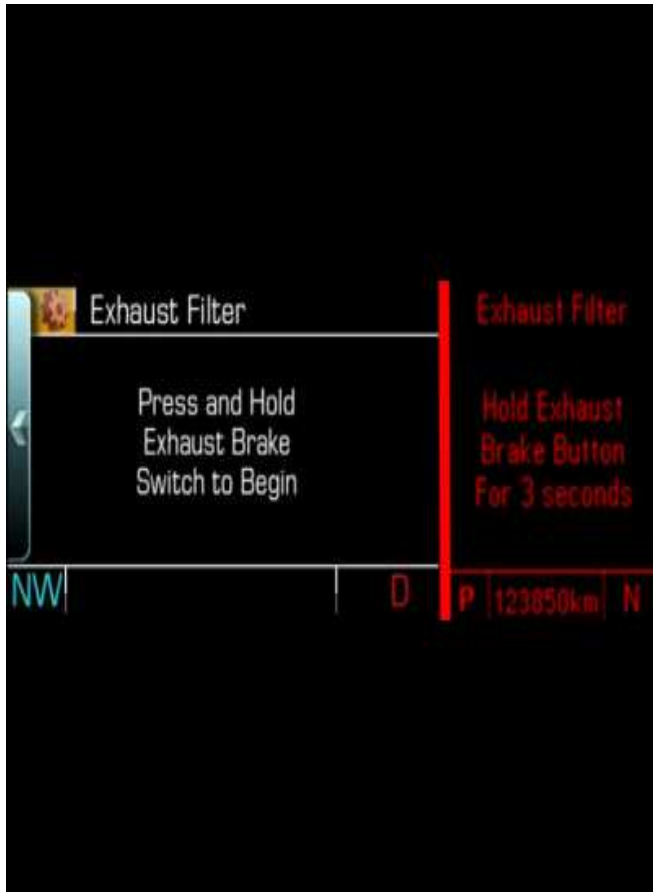 Exhaust Filter
Press and Hold
Exhaust Brake
Switch to Begin
NW
D
Exhaust Filter
Hold Exhaust
Brake Button
For 3 seconds
P 123850km N